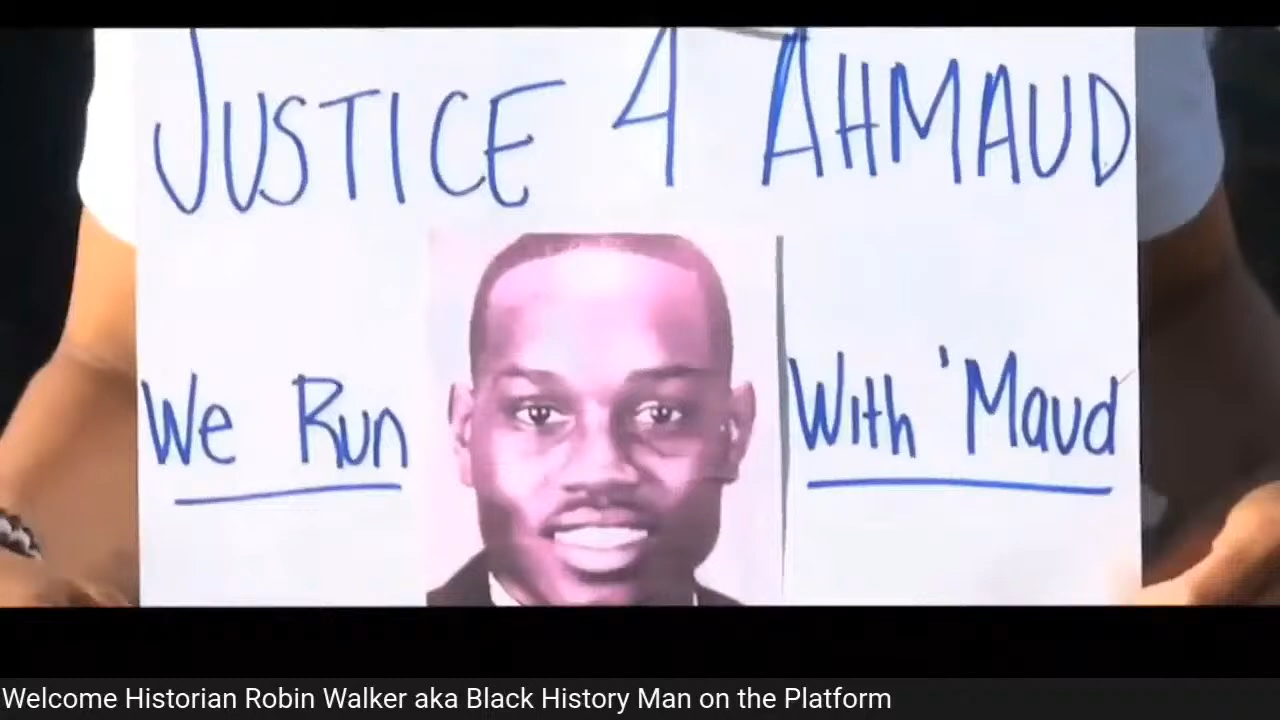 JUSTICE 4 AHMAUD
We Run With 'Maud
Welcome Historian Robin Walker aka Black History Man on the Platform